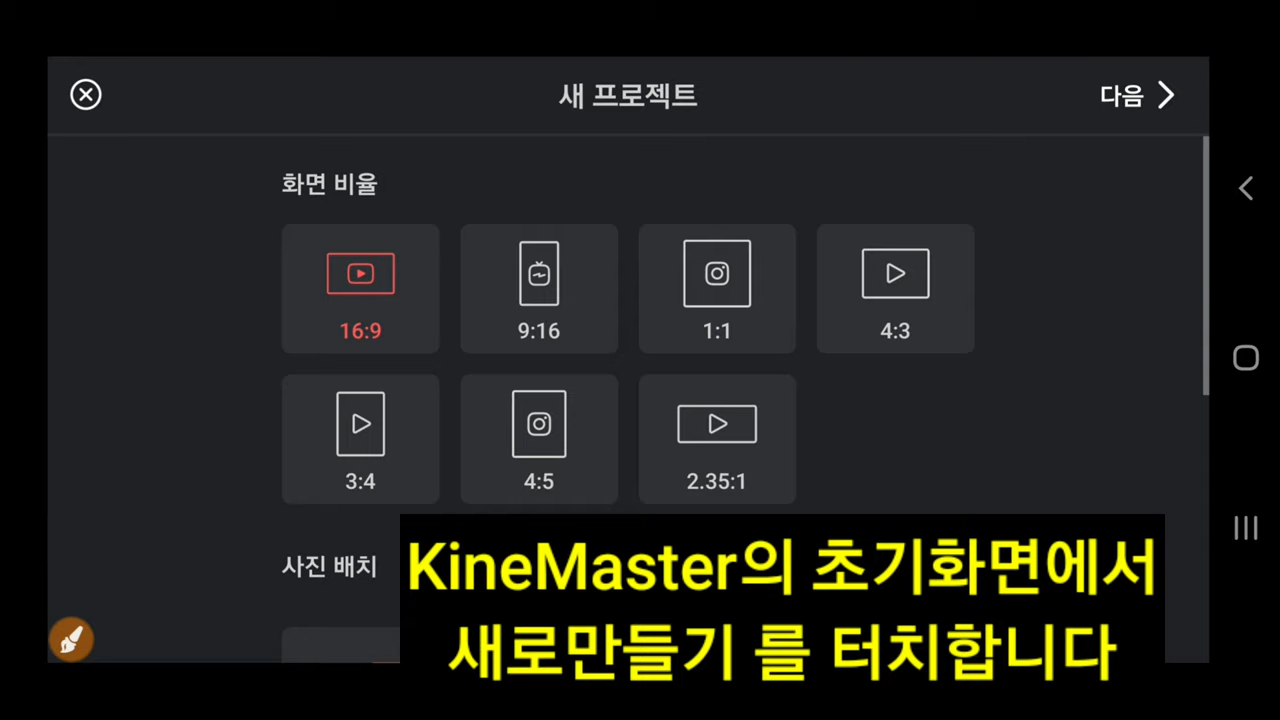 새 프로젝트
다음
화면 비율
16:9
9:16
1:1
4:3
3:4
4:5
2.35:1
사진 배치
KineMaster의 초기화면에서
새로만들기 를 터치합니다